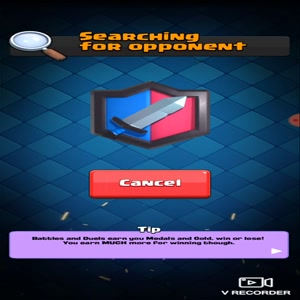 Searching
for opponent
Cancel
Tip
Battles and Duels earn you Medals and Gold, win or lose!
You earn MUCH more for winning though.
V RECORDER